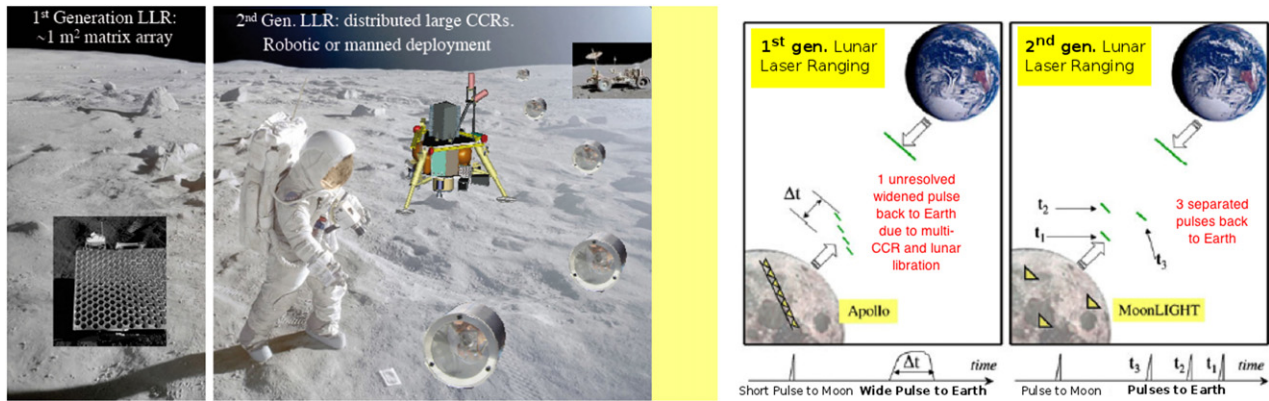 1st Generation LLR:
~1 m² matrix array
2nd Gen. LLR: distributed large CCRs.
Robotic or manned deployment
1st gen. Lunar
Laser Ranging
Δt
1 unresolved
widened pulse
back to Earth
due to multi-
CCR and lunar
libration
Apollo
Δt
time
Short Pulse to Moon
Wide Pulse to Earth
2nd gen. Lunar
Laser Ranging
t₂
t₁
t₃
3 separated
pulses back
to Earth
MoonLIGHT
t₃
t₂
t₁
time
Pulse to Moon
Pulses to Earth